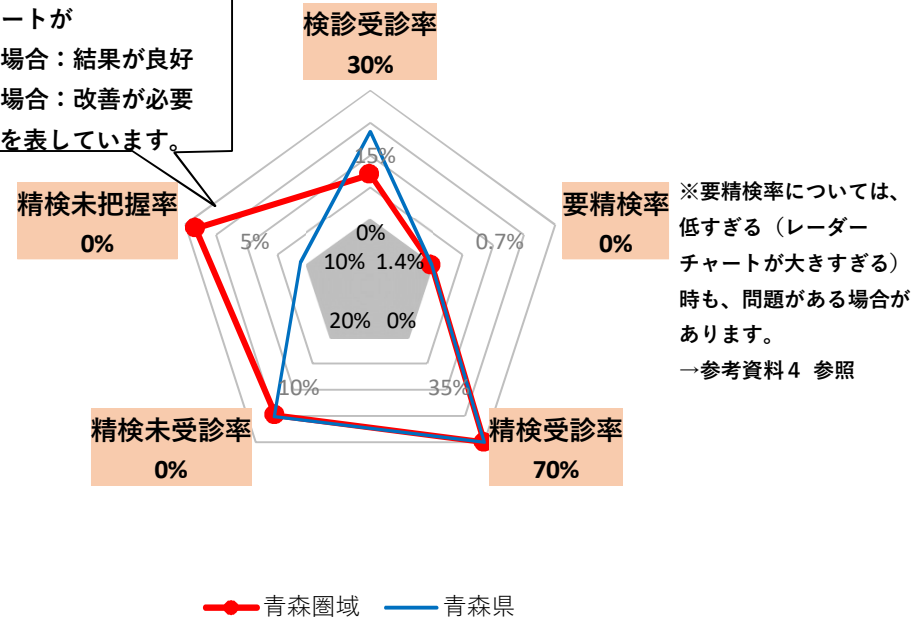 ートが
場合：結果が良好
場合：改善が必要
を表しています。
検診受診率
30%
15%
0%
精検未把握率
0%
5%
10%
1.4%
0.7%
要精検率
0%
※要精検率については、
低すぎる（レーダー
チャートが大きすぎる）
時も、問題がある場合が
あります。
→参考資料４ 参照
20%
0%
10%
35%
精検未受診率
0%
精検受診率
70%
青森圏域
青森県